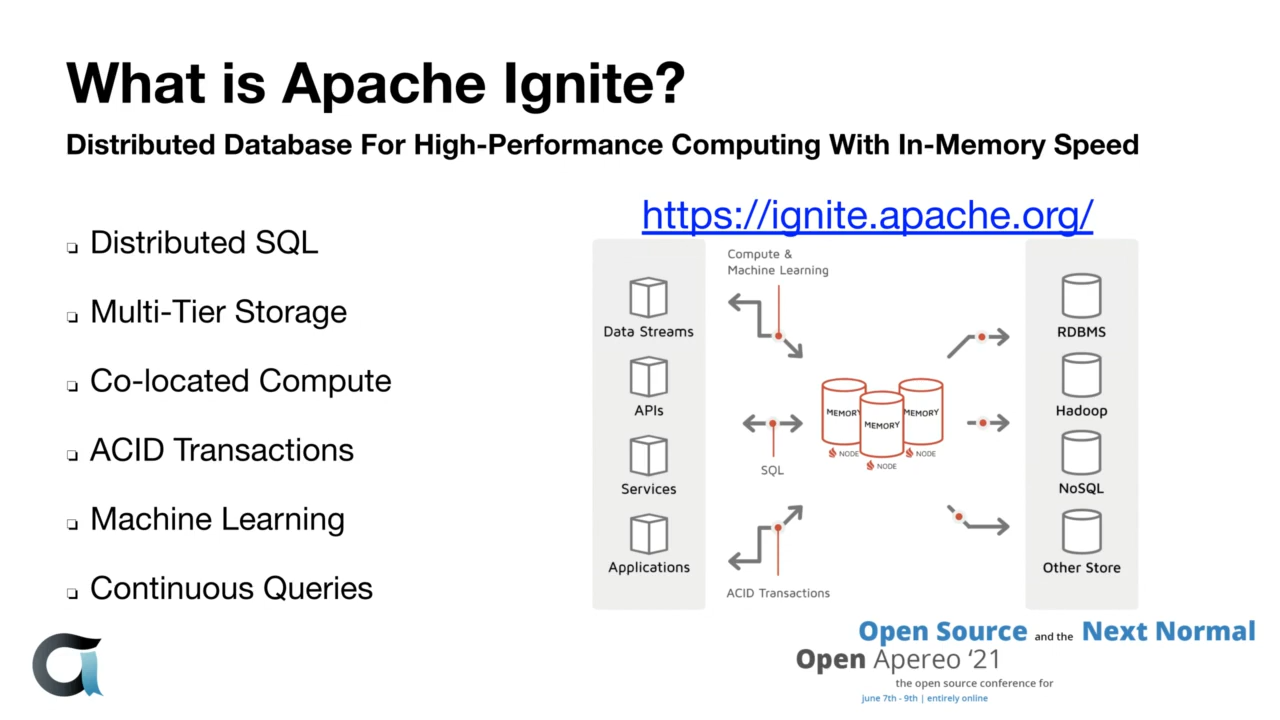 What is Apache Ignite?
Distributed Database For High-Performance Computing With In-Memory Speed
Distributed SQL
Multi-Tier Storage
Co-located Compute
ACID Transactions
Machine Learning
Continuous Queries
https://ignite.apache.org/
Data Streams
APIs
Services
Applications
Compute &
Machine Learning
SQL
ACID Transactions
MEMORY
MEMORY
MEMORY
NODE
NODE
NODE
RDBMS
Hadoop
NoSQL
Other Store
Open Source and the Next Normal
Open Apereo ‘21
the open source conference for
june 7th - 9th | entirely online